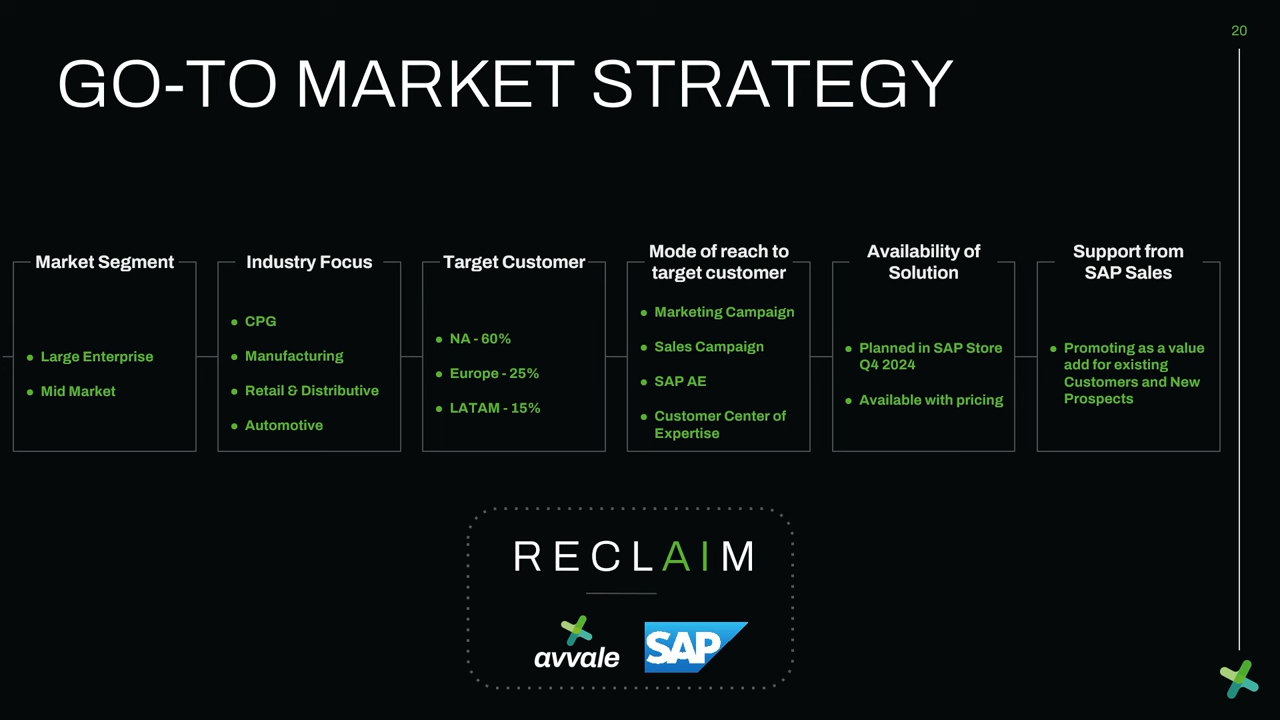 20
GO-TO MARKET STRATEGY
Market Segment
Large Enterprise
Mid Market
Industry Focus
CPG
Manufacturing
Retail & Distributive
Automotive
Target Customer
NA - 60%
Europe - 25%
LATAM - 15%
Mode of reach to
target customer
Marketing Campaign
Sales Campaign
SAP AE
Customer Center of
Expertise
Availability of
Solution
Planned in SAP Store
Q4 2024
Available with pricing
Support from
SAP Sales
Promoting as a value
add for existing
Customers and New
Prospects
RECLAIM
avvale
SAP